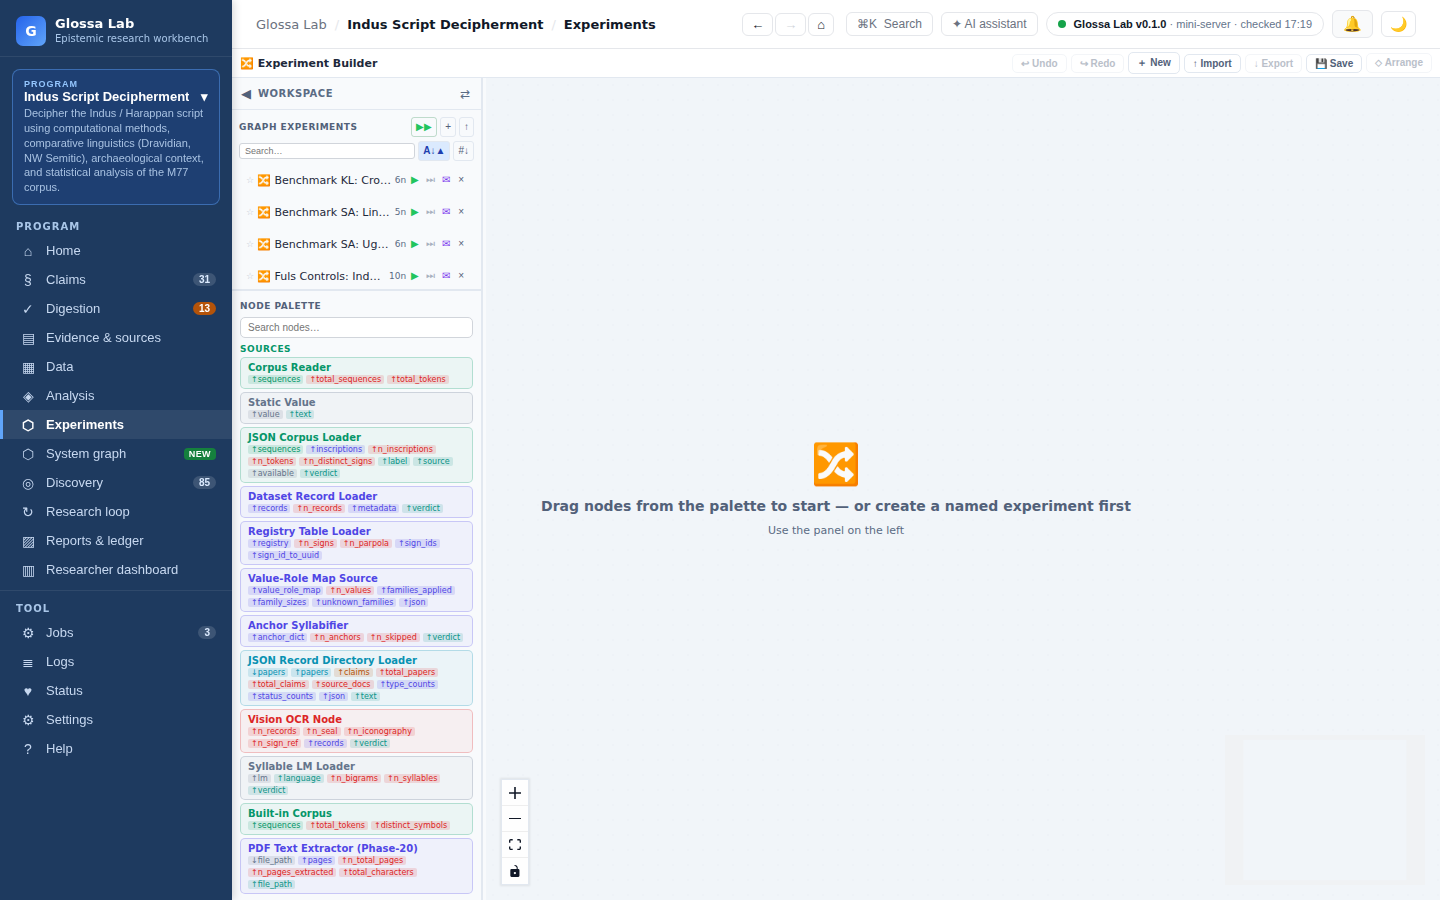 G
Glossa Lab
Epistemic research workbench
PROGRAM
Indus Script Decipherment ▼
Decipher the Indus / Harappan script
using computational methods,
comparative linguistics (Dravidian,
NW Semitic), archaeological context,
and statistical analysis of the M77
corpus.
PROGRAM
Home
Claims 31
Digestion 13
Evidence & sources
Data
Analysis
Experiments
System graph NEW
Discovery 85
Research loop
Reports & ledger
Researcher dashboard
TOOL
Jobs 3
Logs
Status
Settings
Help
Glossa Lab / Indus Script Decipherment / Experiments
← → ⌂ ⌘K Search ✦ AI assistant Glossa Lab v0.1.0 · mini-server · checked 17:19
🔀 Experiment Builder
↩ Undo ↪ Redo + New ↑ Import ↓ Export 💾 Save ◇ Arrange
◀ WORKSPACE ⇄
GRAPH EXPERIMENTS ▶▶ + ↑
Search… A↓▲ #↓
Benchmark KL: Cro… 6n
Benchmark SA: Lin… 5n
Benchmark SA: Ug… 6n
Fuls Controls: Ind… 10n
NODE PALETTE
Search nodes…
SOURCES
Corpus Reader
↑sequences ↑total_sequences ↑total_tokens
Static Value
↑value ↑text
JSON Corpus Loader
↑sequences ↑inscriptions ↑n_inscriptions
↑n_tokens ↑n_distinct_signs ↑label ↑source
↑available ↑verdict
Dataset Record Loader
↑records ↑n_records ↑metadata ↑verdict
Registry Table Loader
↑registry ↑n_signs ↑n_parpola ↑sign_ids
↑sign_id_to_uuid
Value-Role Map Source
↑value_role_map ↑n_values ↑families_applied
↑family_sizes ↑unknown_families ↑json
Anchor Syllabifier
↑anchor_dict ↑n_anchors ↑n_skipped ↑verdict
JSON Record Directory Loader
↓papers ↑papers ↑claims ↑total_papers
↑total_claims ↑source_docs ↑type_counts
↑status_counts ↑json ↑text
Vision OCR Node
↑n_records ↑n_seal ↑n_iconography
↑n_sign_ref ↑records ↑verdict
Syllable LM Loader
↑lm ↑language ↑n_bigrams ↑n_syllables
↑verdict
Built-in Corpus
↑sequences ↑total_tokens ↑distinct_symbols
PDF Text Extractor (Phase-20)
↓file_path ↑pages ↑n_total_pages
↑n_pages_extracted ↑total_characters
↑file_path
Drag nodes from the palette to start — or create a named experiment first
Use the panel on the left